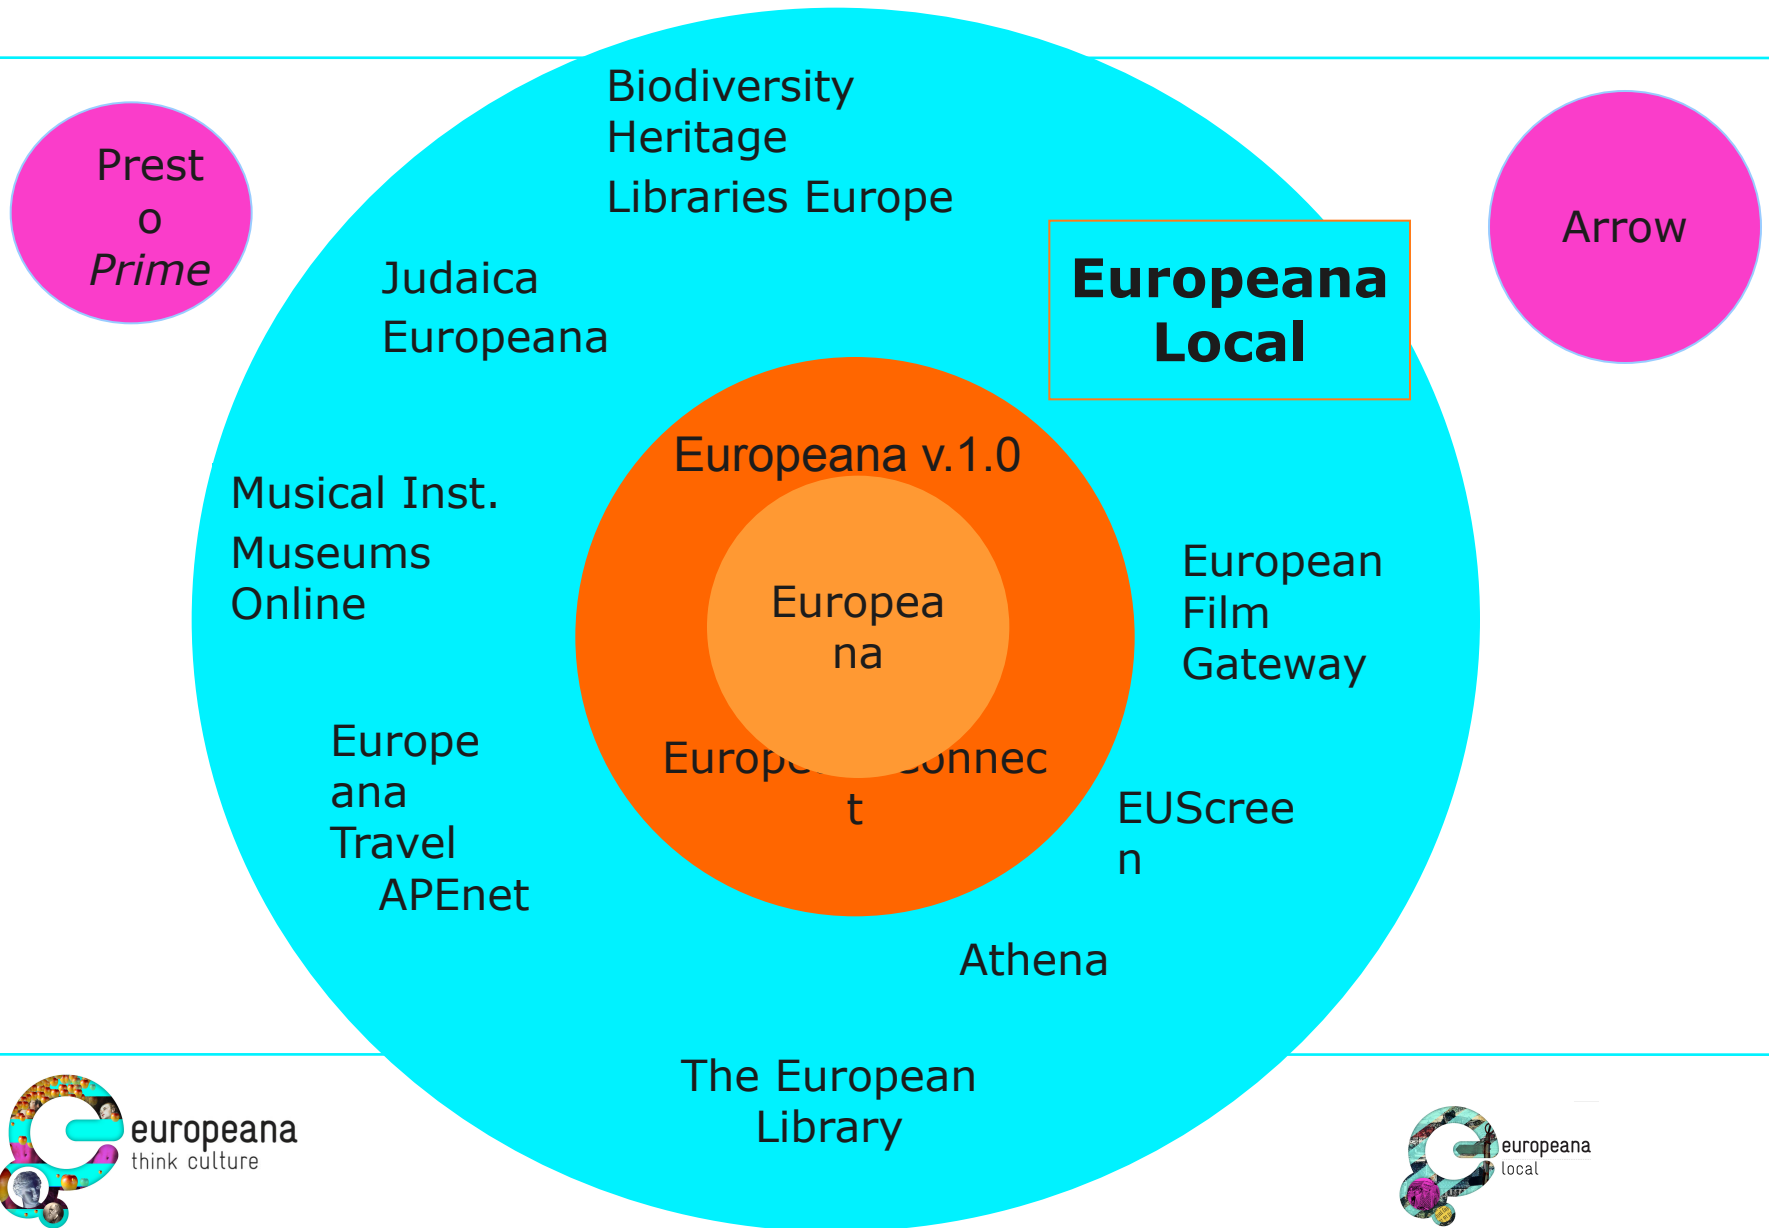 Biodiversity
Heritage
Libraries Europe
Prest
o
Prime
Arrow
Judaica
Europeana
Europeana
Local
Europeana v.1.0
Musical Inst.
Museums
Online
European
Film
Gateway
Europea
na
Europe
ana
Travel
APEnet
onnec
t
EUScree
n
Athena
The European
Library
europeana
think culture
europeana
local